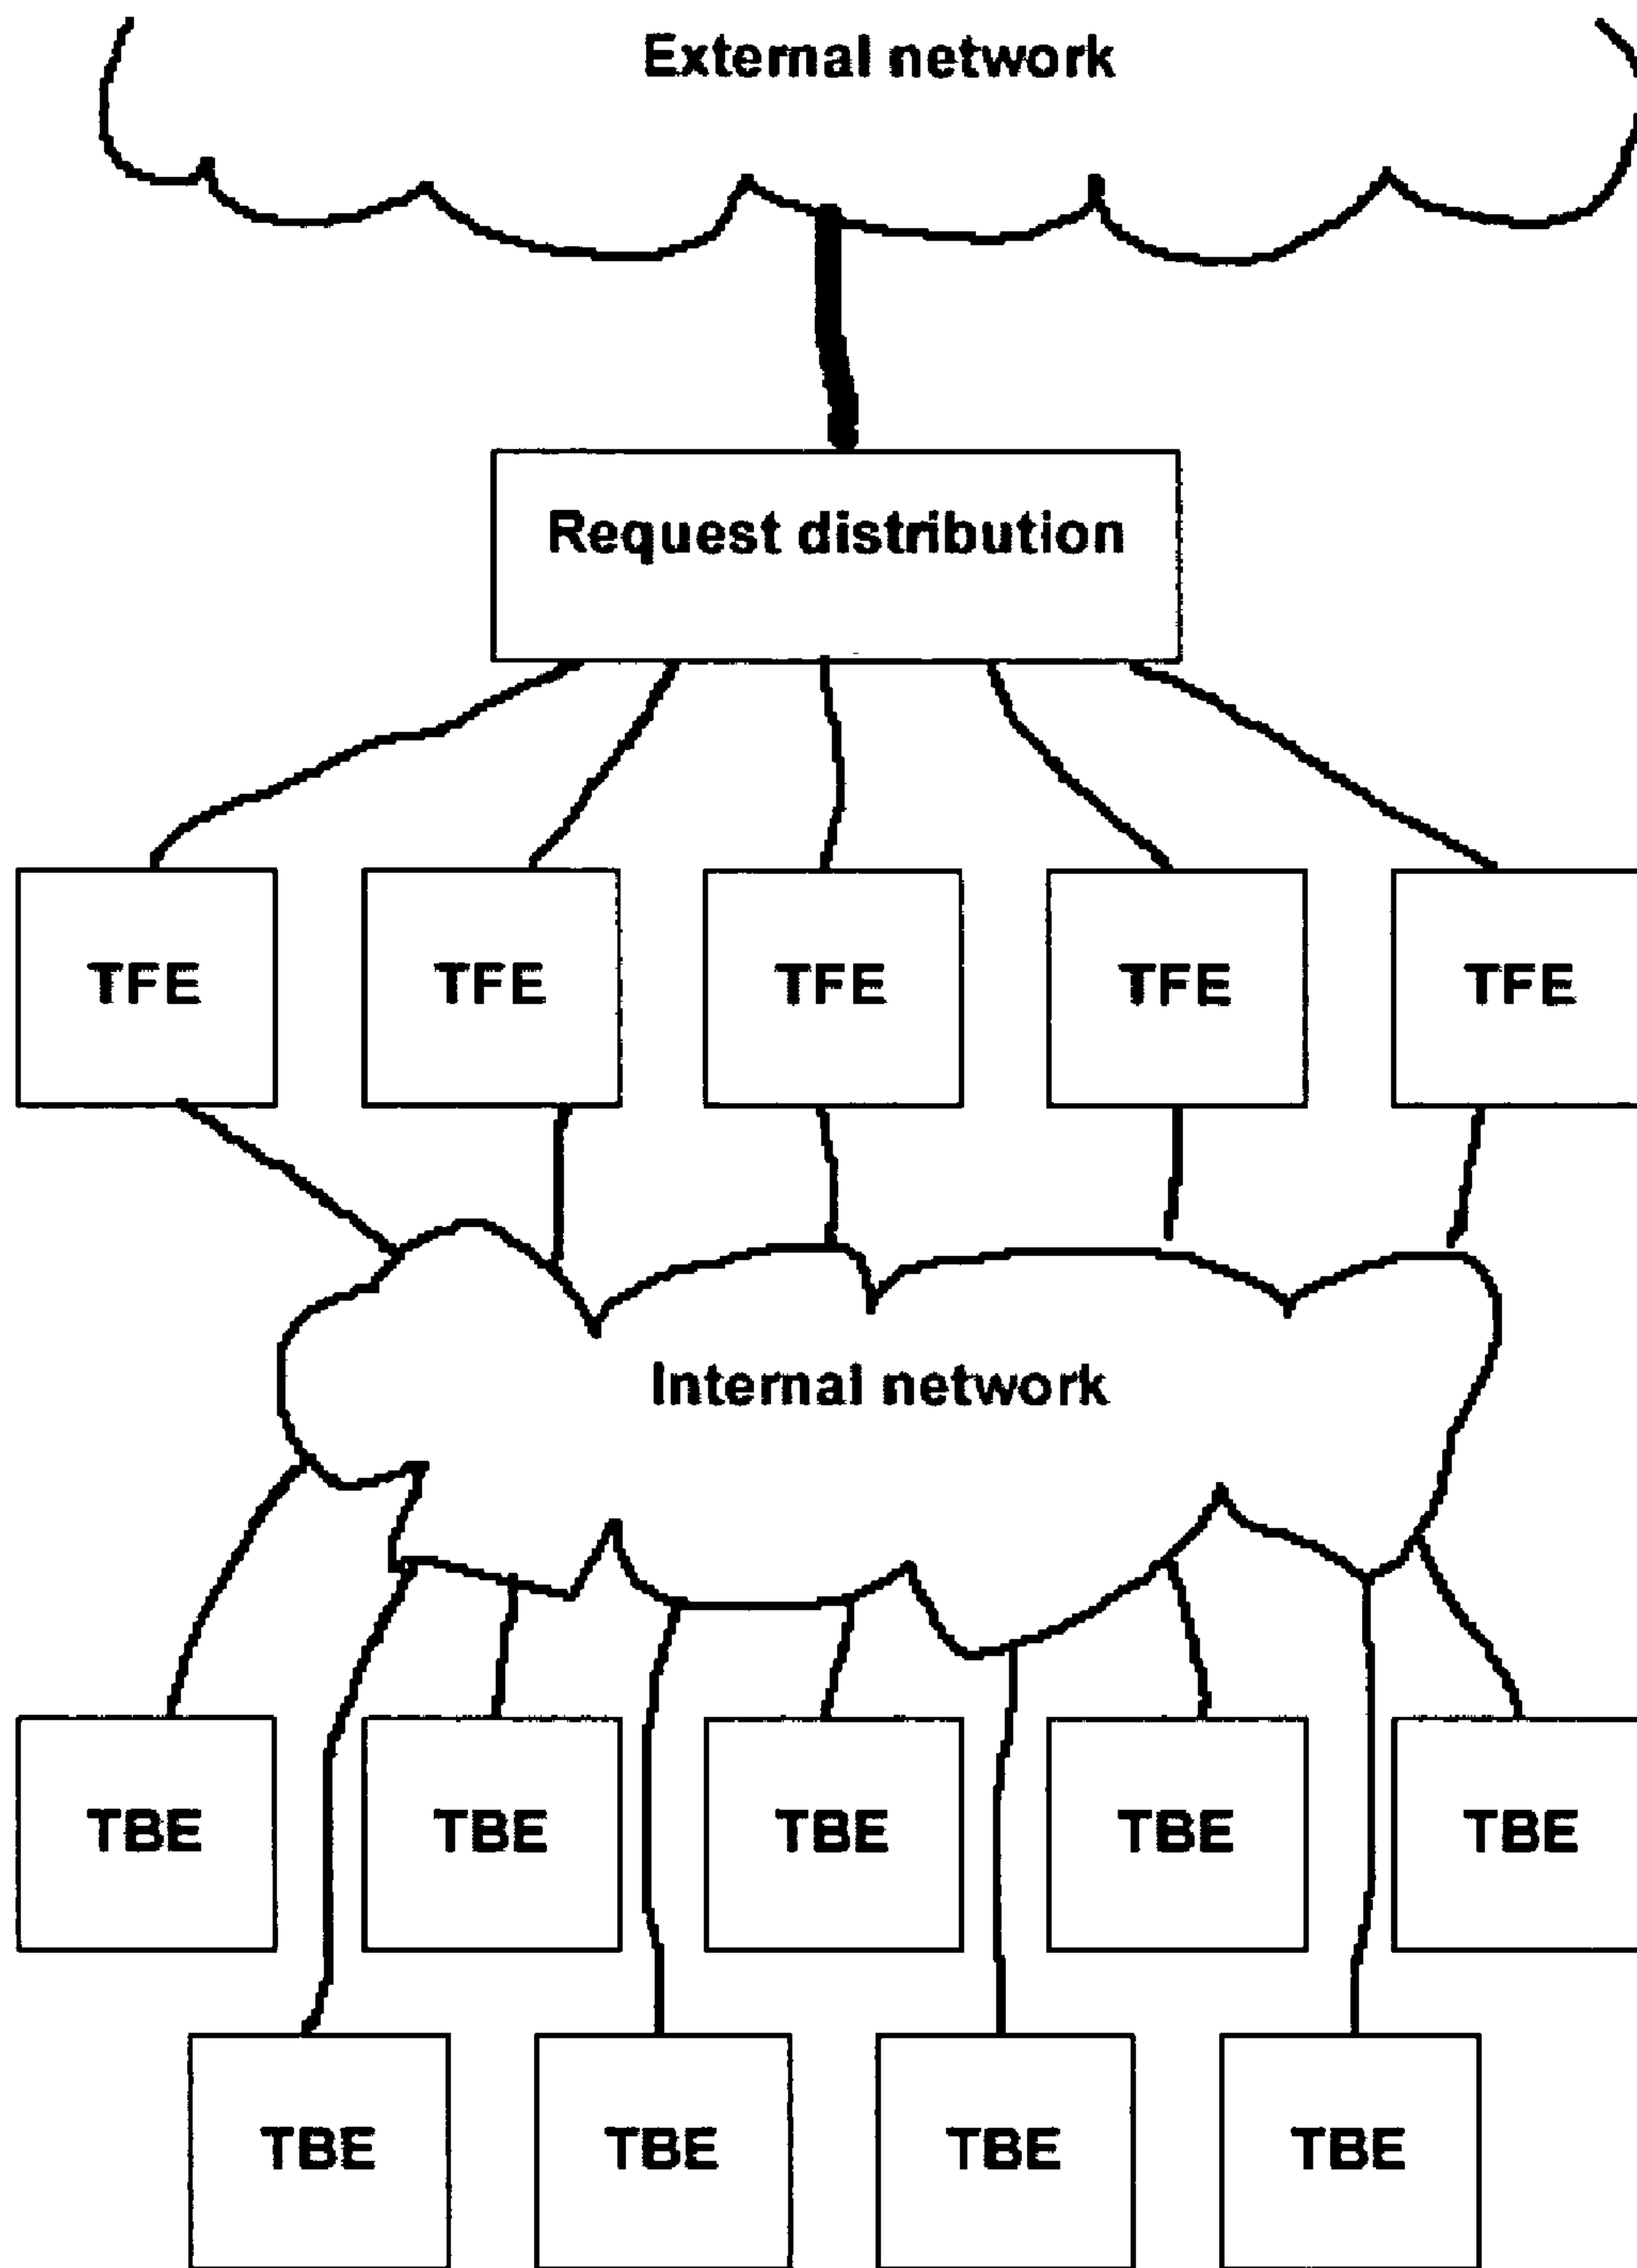 External network
Request distribution
TFE TFE TFE TFE TFE
Internal network
TBE TBE TBE TBE TBE
TBE TBE TBE TBE